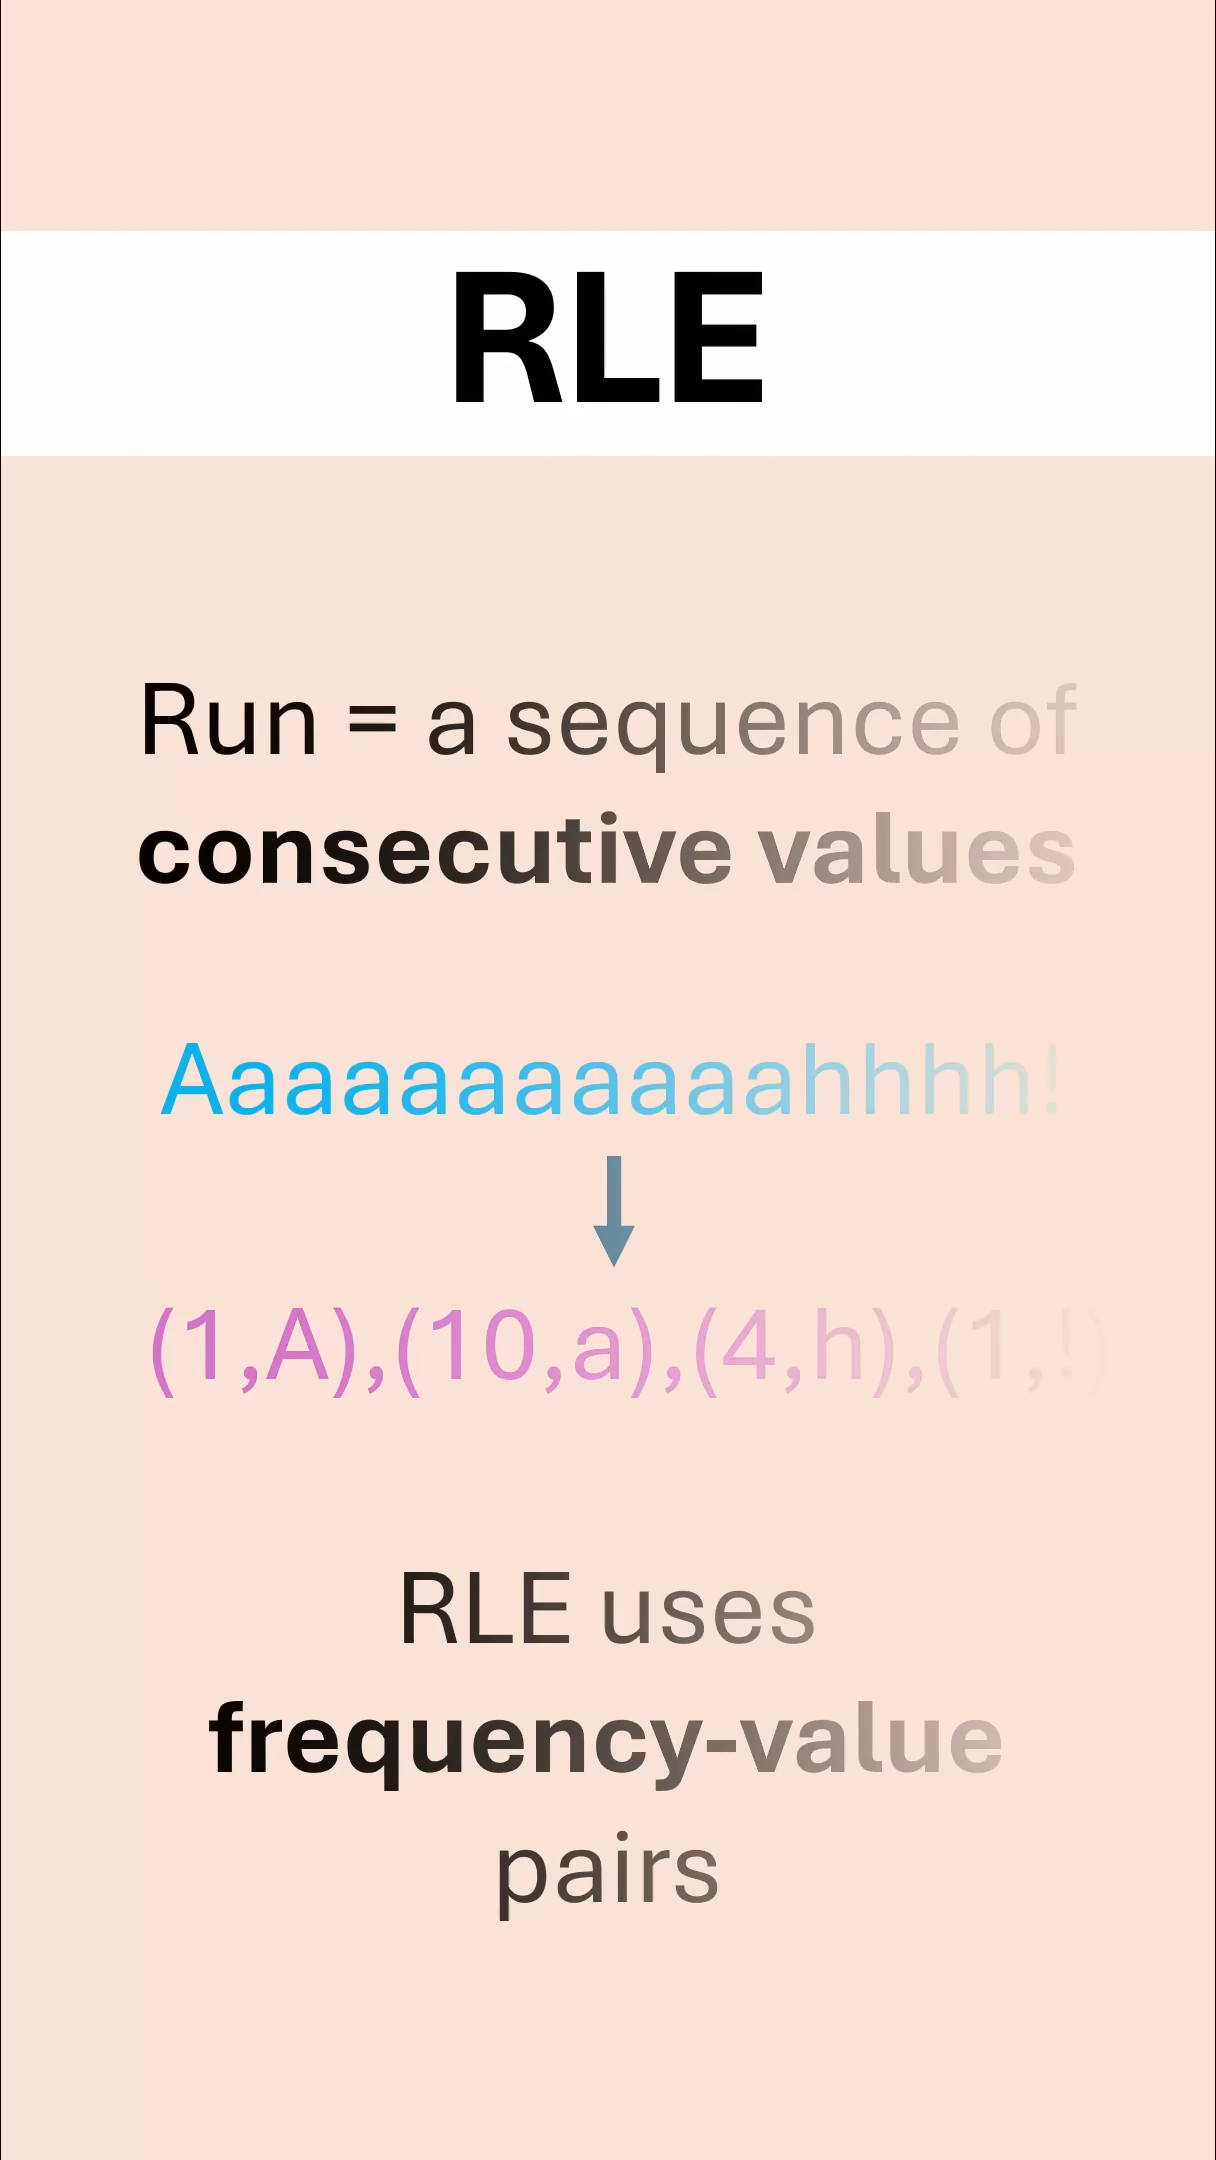 RLE
Run = a sequence of
consecutive values
Aaaaaaaaaaahhhh!
(1,A),(10,a),(4,h),(1,!)
RLE uses
frequency-value
pairs